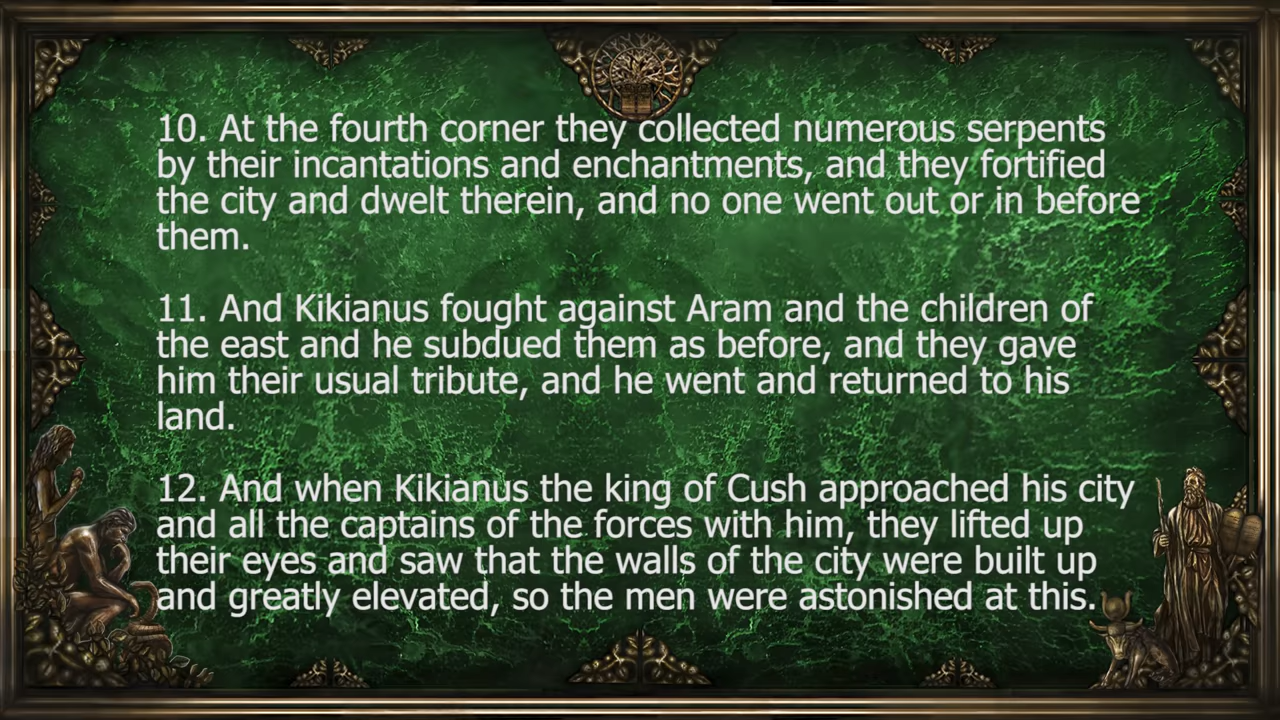 10. At the fourth corner they collected numerous serpents
by their incantations and enchantments, and they fortified
the city and dwelt therein, and no one went out or in before
them.
11. And Kikianus fought against Aram and the children of
the east and he subdued them as before, and they gave
him their usual tribute, and he went and returned to his
land.
12. And when Kikianus the king of Cush approached his city
and all the captains of the forces with him, they lifted up
their eyes and saw that the walls of the city were built up
and greatly elevated, so the men were astonished at this.